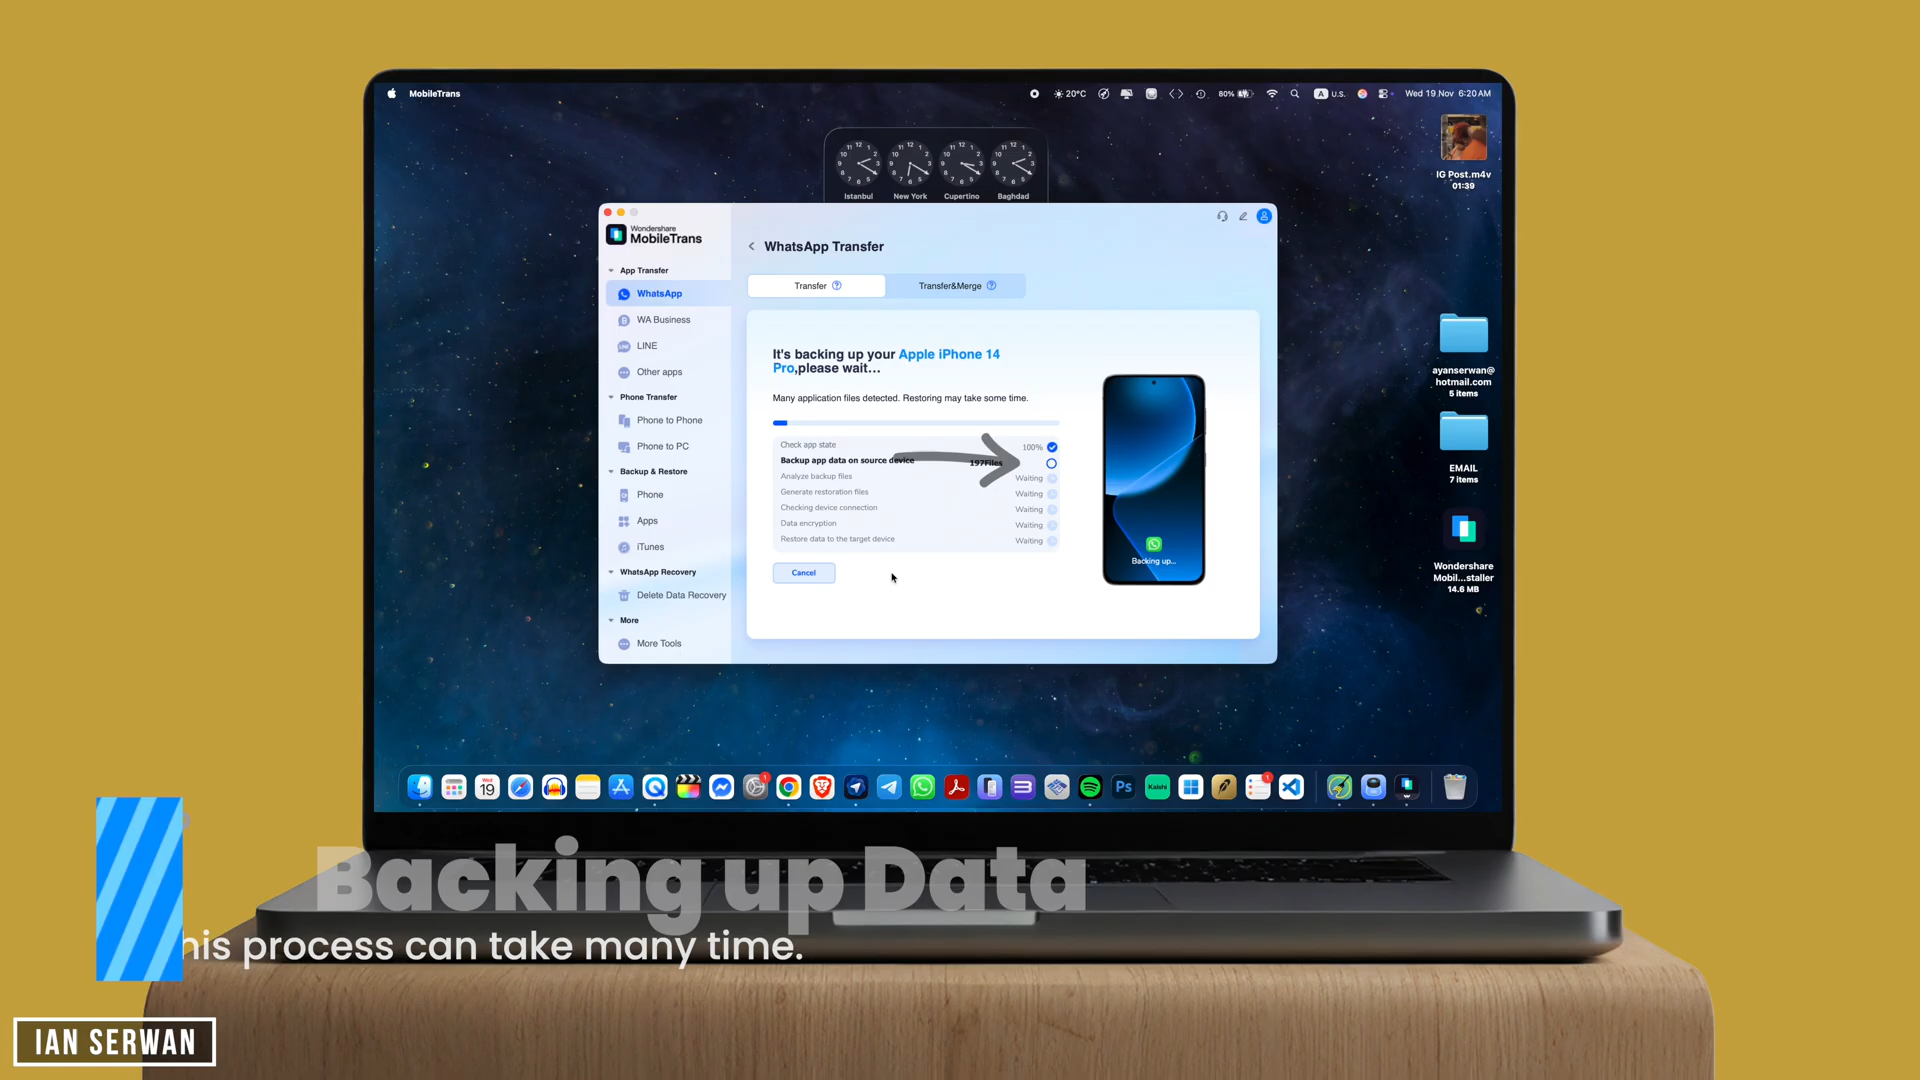 MobileTrans
20°C
80%
A U.S.
Wed 19 Nov 6:20 AM
IG Post.m4v
01:39
Istanbul New York Cupertino Baghdad
Wondershare
MobileTrans
App Transfer
WhatsApp
WA Business
LINE
Other apps
Phone Transfer
Phone to Phone
Phone to PC
Backup & Restore
Phone
Apps
iTunes
WhatsApp Recovery
Delete Data Recovery
More
More Tools
WhatsApp Transfer
Transfer
Transfer&Merge
It's backing up your Apple iPhone 14
Pro,please wait...
Many application files detected. Restoring may take some time.
Check app state 100%
Backup app data on source device 197Files
Analyze backup files Waiting
Generate restoration files Waiting
Checking device connection Waiting
Data encryption Waiting
Restore data to the target device Waiting
Cancel
Backing up...
ayanserwan@
hotmail.com
5 items
EMAIL
7 items
Wondershare
Mobil...staller
14.6 MB
Wed
19
1
Ps
Kalshi
1
Backing up Data
his process can take many time.
IAN SERWAN